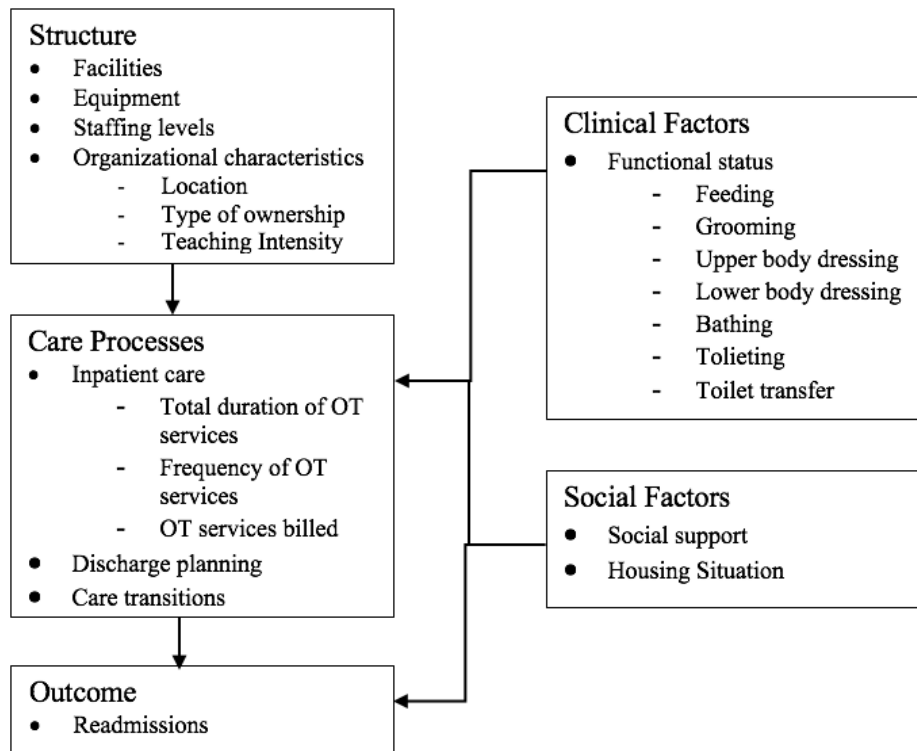 Structure
• Facilities
• Equipment
• Staffing levels
• Organizational characteristics
- Location
- Type of ownership
- Teaching Intensity
Care Processes
• Inpatient care
- Total duration of OT
services
- Frequency of OT
services
- OT services billed
• Discharge planning
• Care transitions
Outcome
• Readmissions
Clinical Factors
• Functional status
- Feeding
- Grooming
- Upper body dressing
- Lower body dressing
- Bathing
- Tolieting
- Toilet transfer
Social Factors
• Social support
• Housing Situation